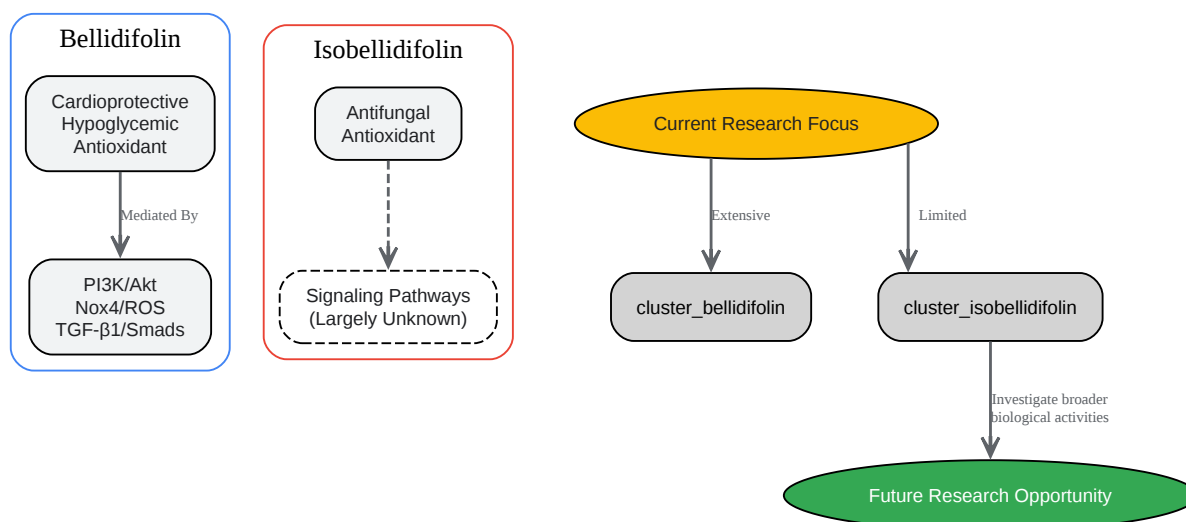 Bellidifolin
Cardioprotective
Hypoglycemic
Antioxidant
Mediated By
PI3K/Akt
Nox4/ROS
TGF-β1/Smads
Isobellidifolin
Antifungal
Antioxidant
Signaling Pathways
(Largely Unknown)
Current Research Focus
Extensive
Limited
cluster_bellidifolin
cluster_isobellidifolin
Investigate broader
biological activities
Future Research Opportunity